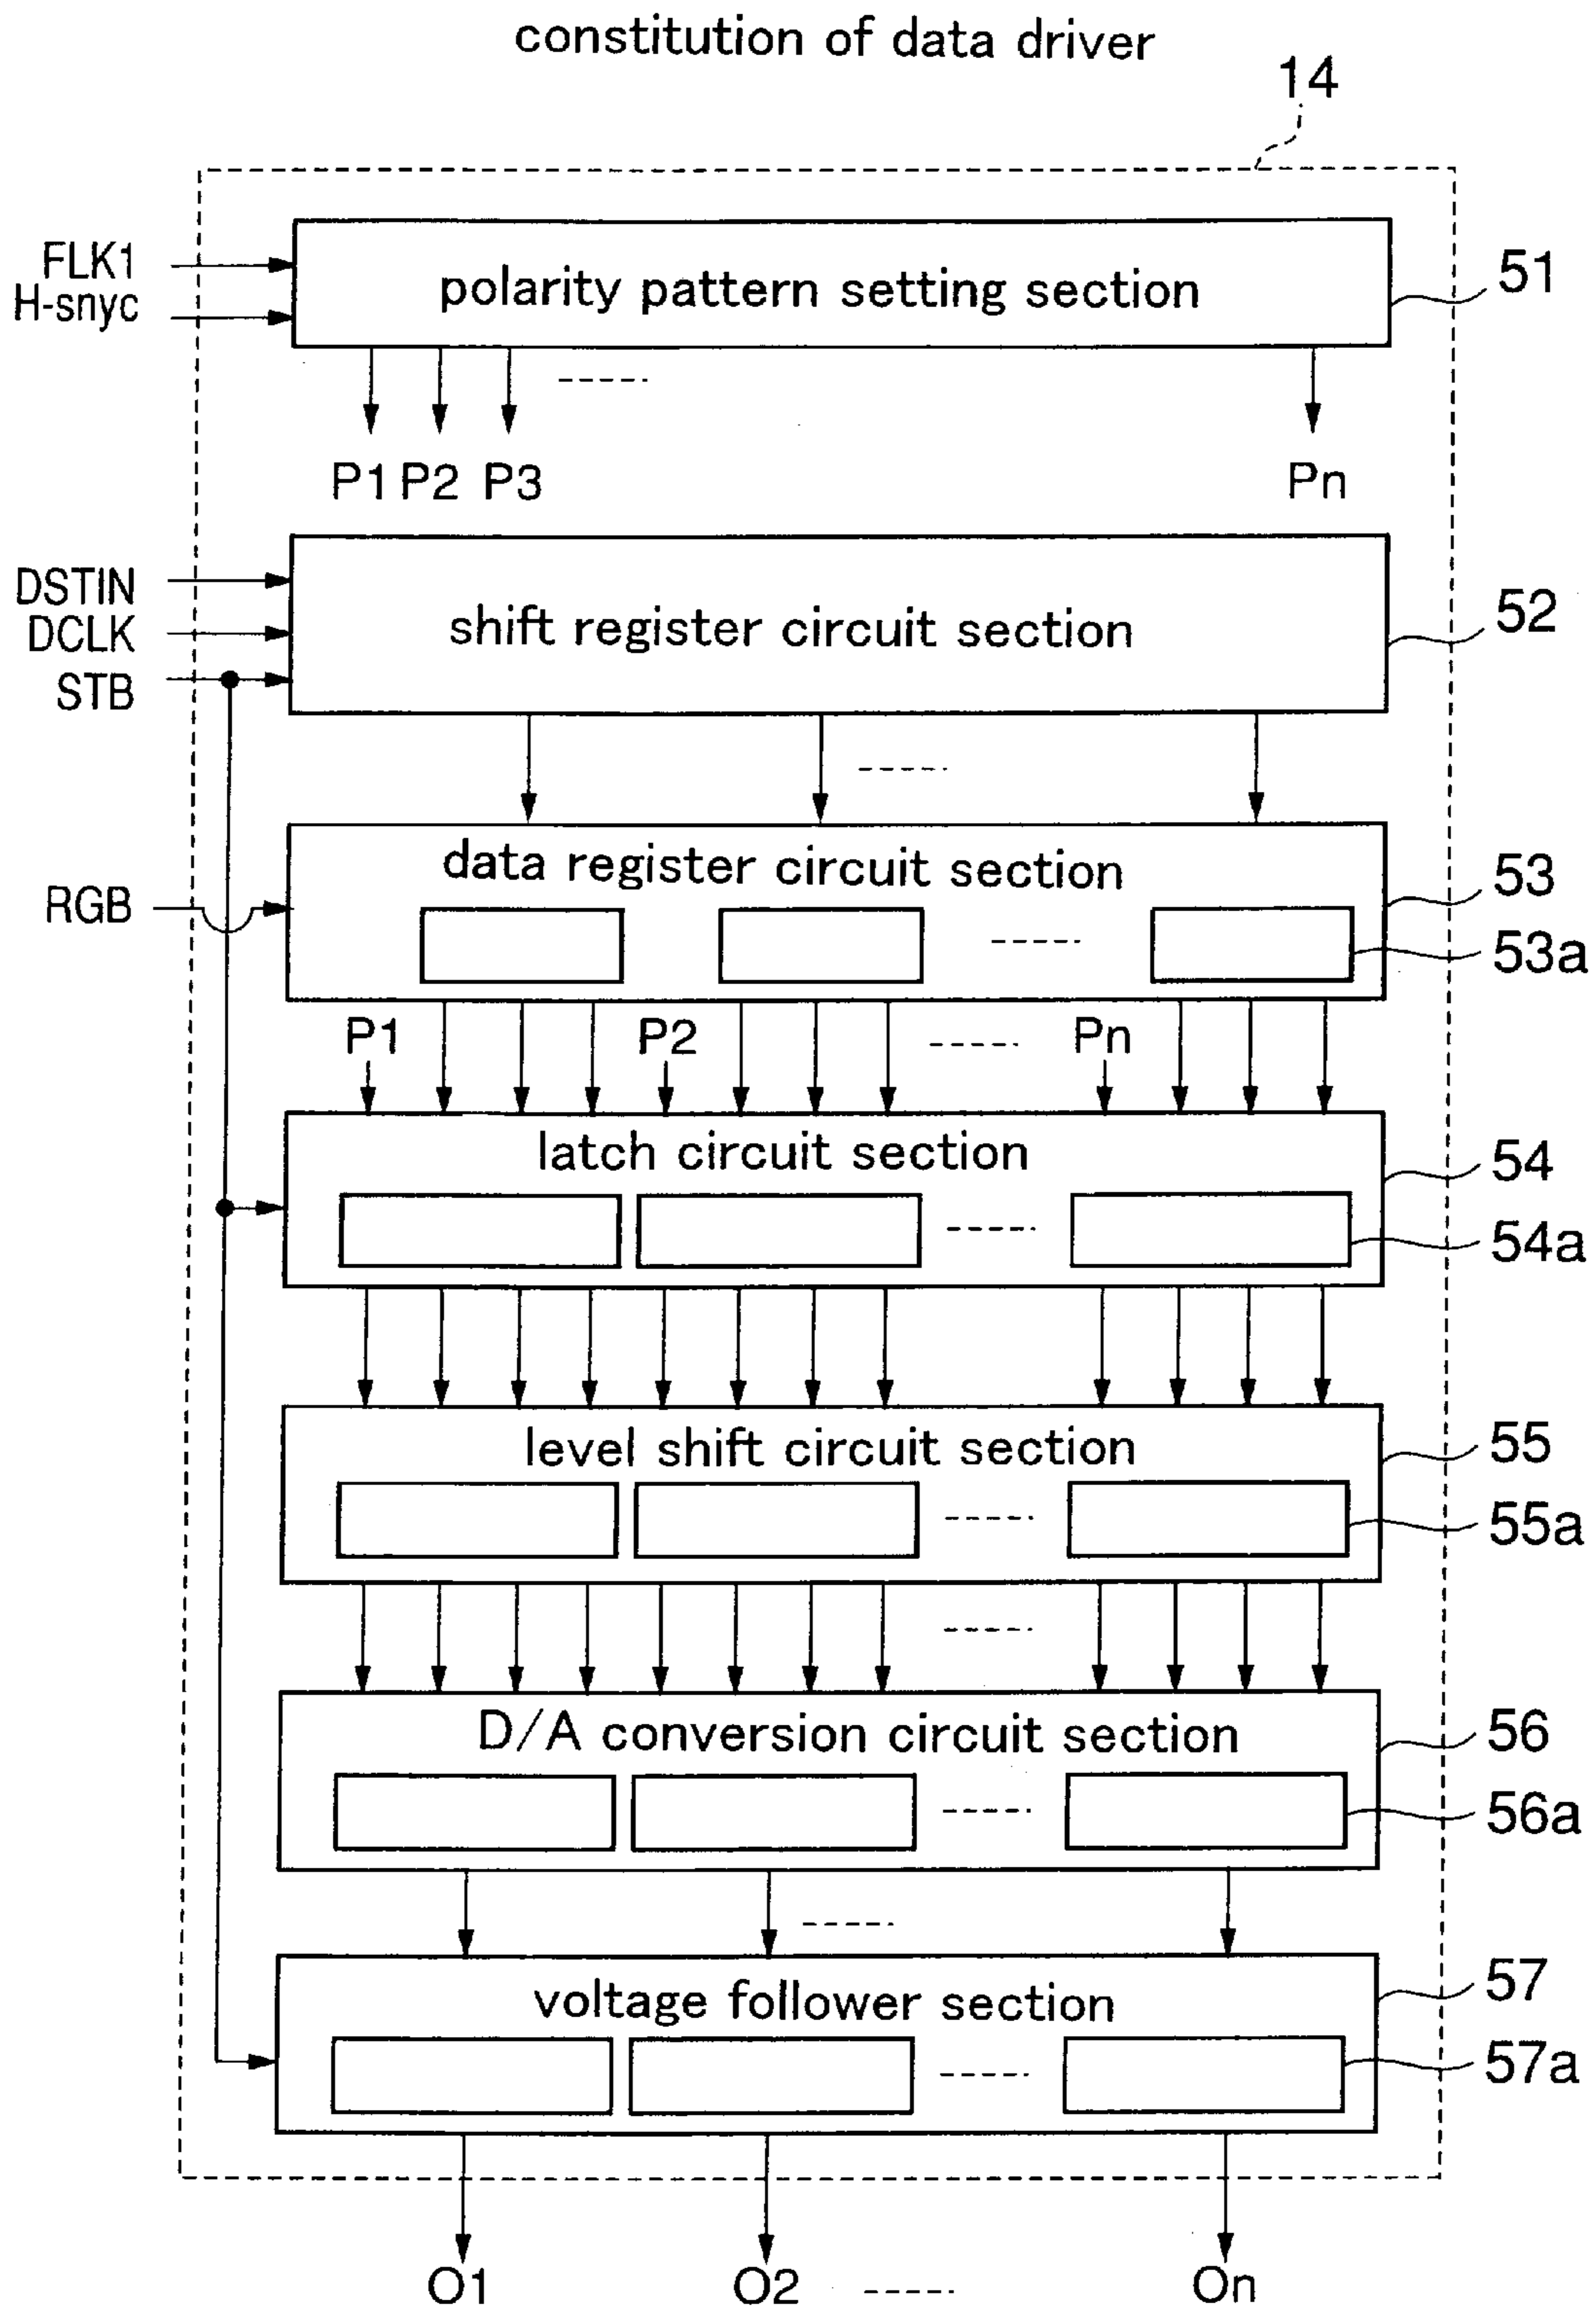 constitution of data driver
14
FLK1
H-snyc
polarity pattern setting section
51
P1 P2 P3 Pn
DSTIN
DCLK
STB
shift register circuit section
52
data register circuit section
53
RGB
53a
P1 P2 Pn
latch circuit section
54
54a
level shift circuit section
55
55a
D/A conversion circuit section
56
56a
voltage follower section
57
57a
O1 O2 On